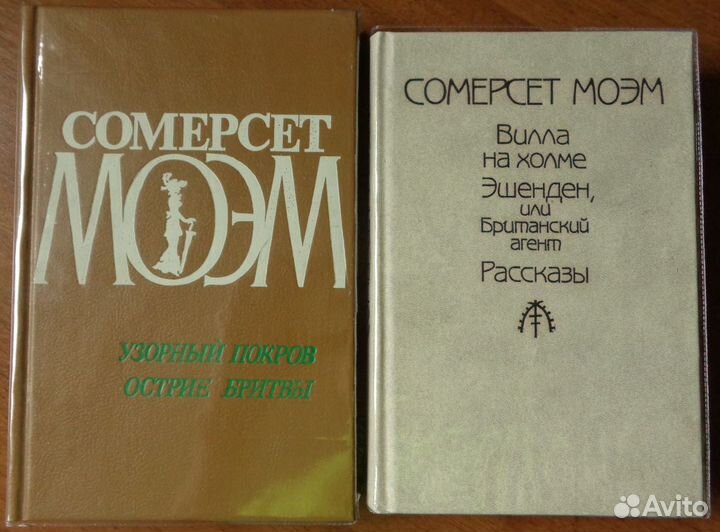 СОМЕРСЕТ
МОЭМ
УЗОРНЫЙ ПОКРОВ
ОСТРИЕ БРИТВЫ
СОМЕРСЕТ МОЭМ
Вилла
на холме
Эшенден,
или
Британский
агент
Рассказы
Avito